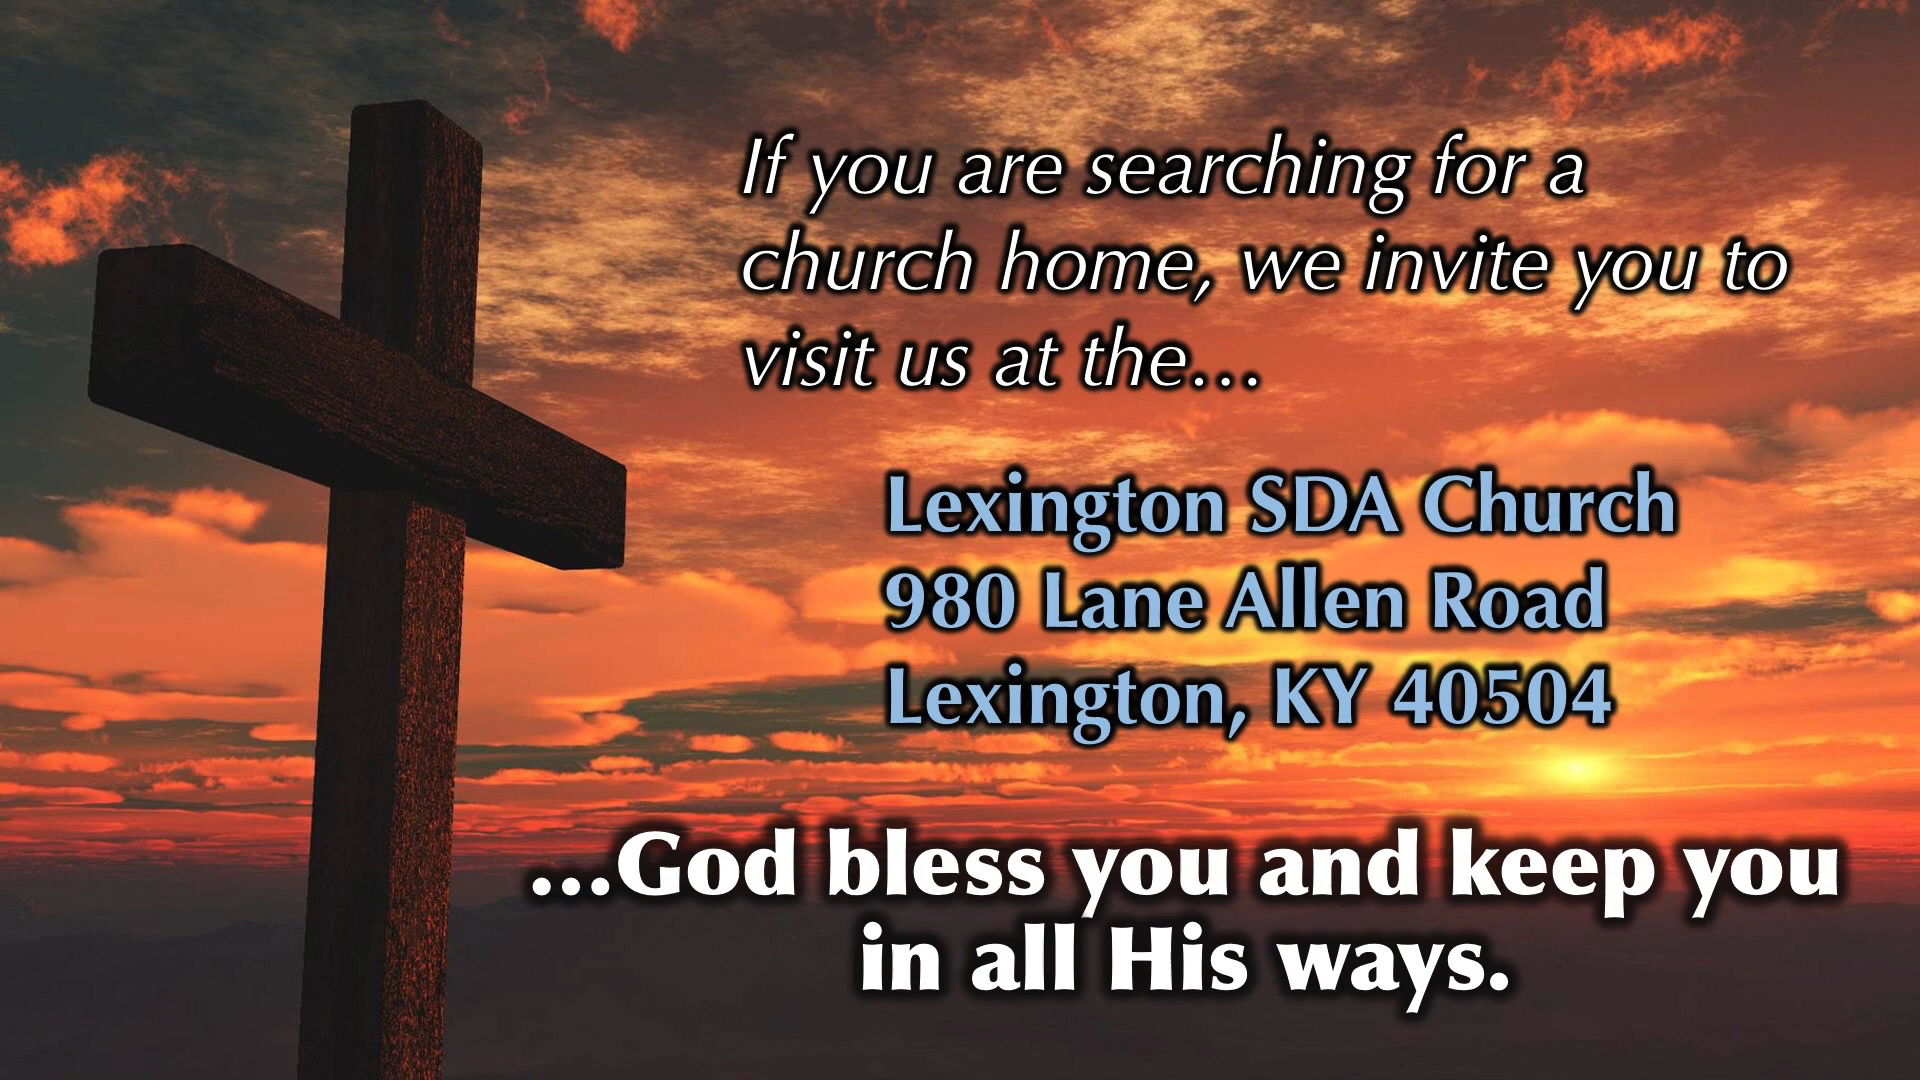 If you are searching for a
church home, we invite you to
visit us at the...
Lexington SDA Church
980 Lane Allen Road
Lexington, KY 40504
...God bless you and keep you
in all His ways.